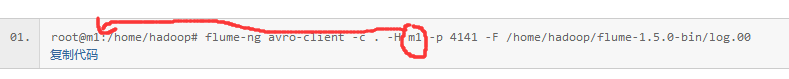 01. root@m1:/home/hadoop# flume-ng avro-client -c . -H m1 -p 4141 -F /home/hadoop/flume-1.5.0-bin/log.00
复制代码